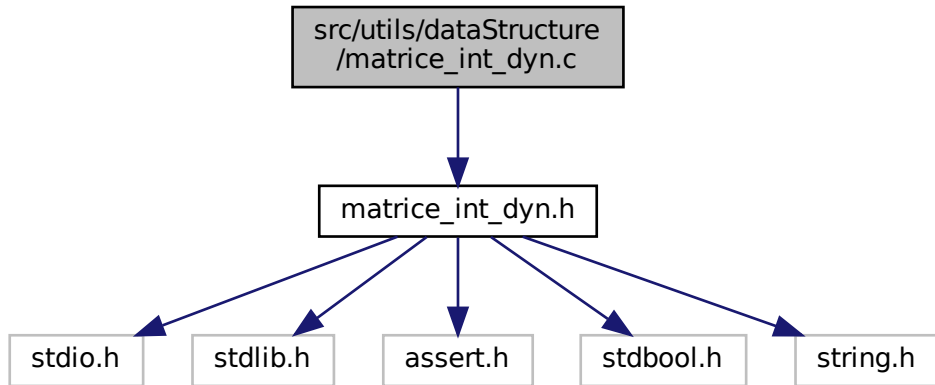 src/utils/dataStructure
/matrice_int_dyn.c
matrice_int_dyn.h
stdio.h
stdlib.h
assert.h
stdbool.h
string.h